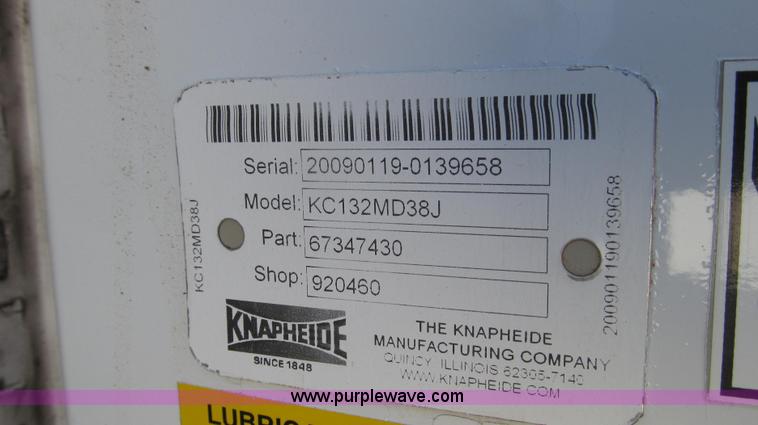 Serial: 20090119-0139658
Model: KC132MD38J
Part: 67347430
Shop: 920460
KC132MD38J
200901190139658
KNAPHEIDE
SINCE 1848
THE KNAPHEIDE
MANUFACTURING COMPANY
QUINCY, ILLINOIS 62305-7140
WWW.KNAPHEIDE.COM
www.purplewave.com